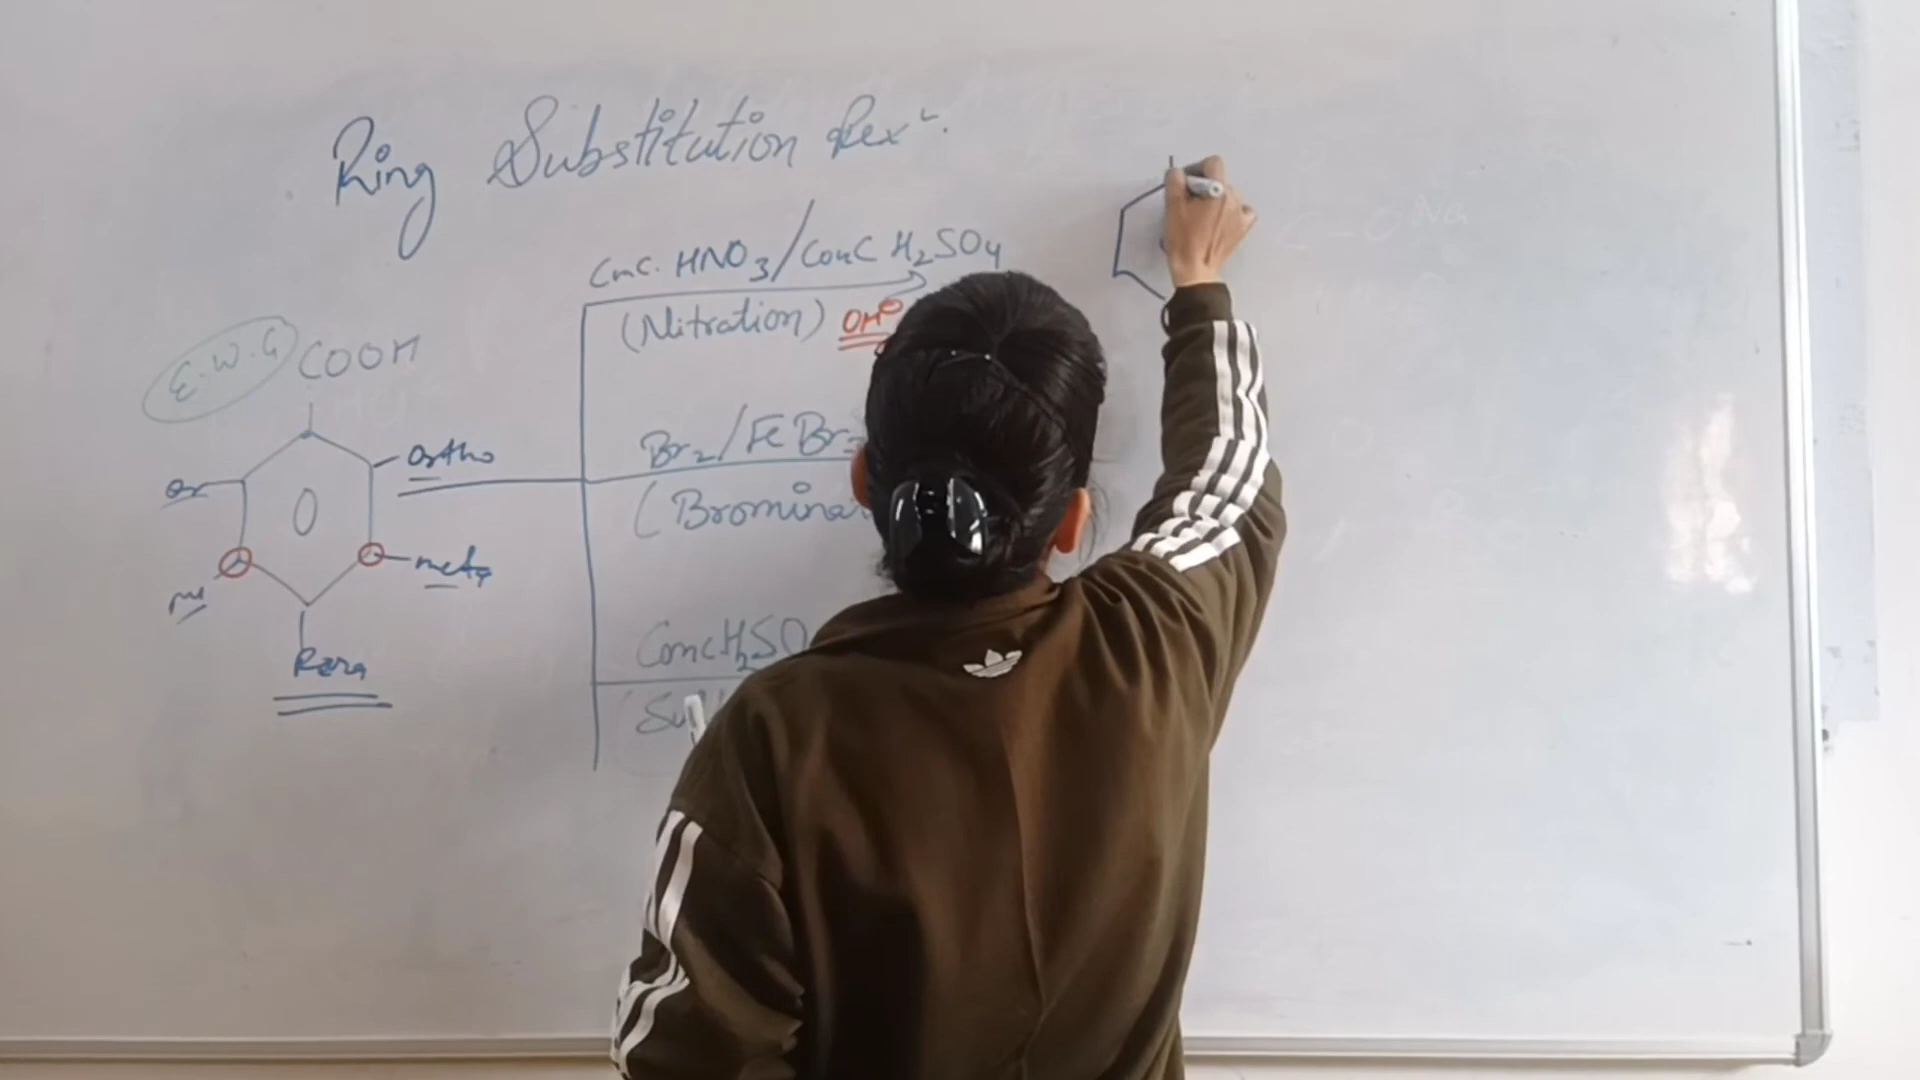 Ring Substitution Rexⁿ.
Conc. HNO3/Conc H2SO4
(Nitration) OH⊖
E.W.G COOH
Br2/FeBr3
Ortho
Or
(Bromina
meta
m
Para
Conc H2SO
(Su